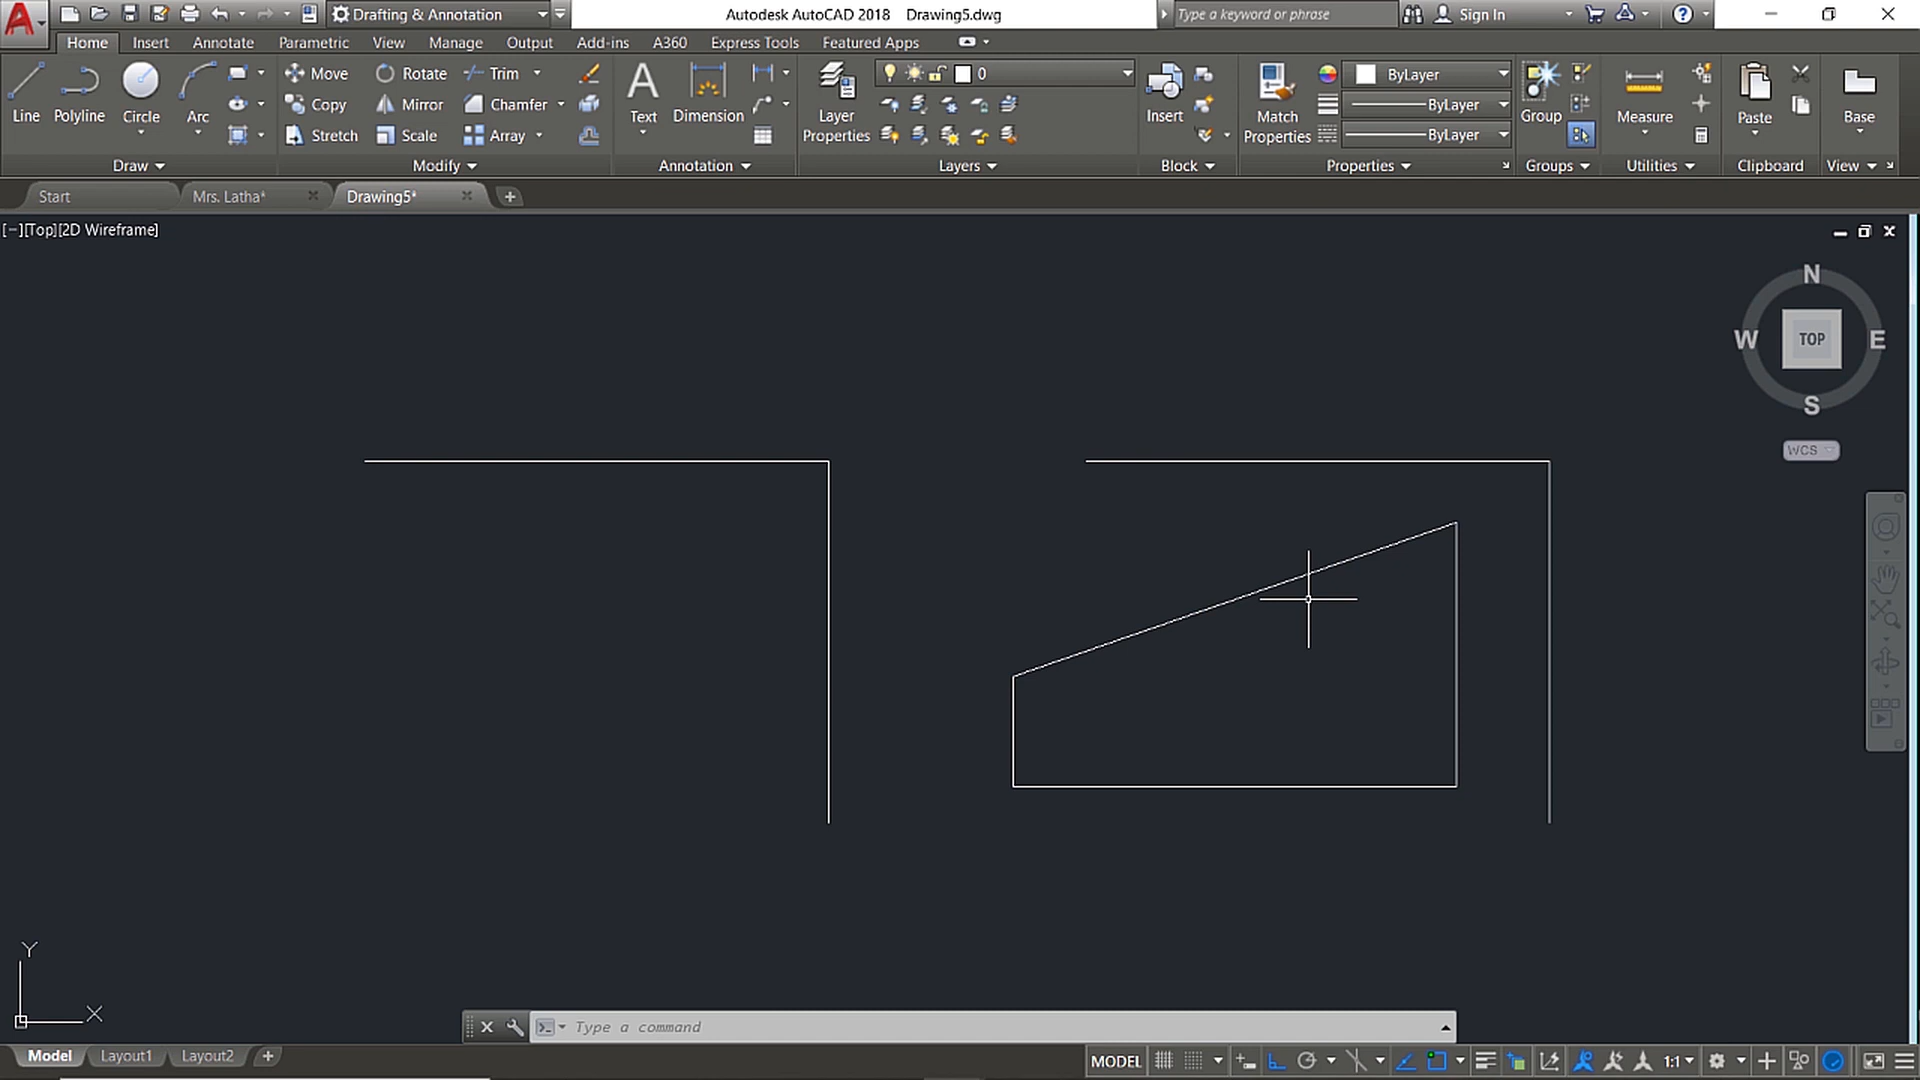 Drafting & Annotation
Autodesk AutoCAD 2018 Drawing5.dwg
Type a keyword or phrase
Sign In
Home Insert Annotate Parametric View Manage Output Add-ins A360 Express Tools Featured Apps
Line Polyline Circle Arc
Move Rotate Trim
Copy Mirror Chamfer
Stretch Scale Array
Text Dimension
Layer Properties
0
Insert
Match Properties
ByLayer
ByLayer
ByLayer
Group
Measure
Paste
Base
Draw Modify Annotation Layers Block Properties Groups Utilities Clipboard View
Start Mrs. Latha* Drawing5*
[−][Top][2D Wireframe]
N
W TOP E
S
WCS
Y
X
Type a command
Model Layout1 Layout2
MODEL 1:1